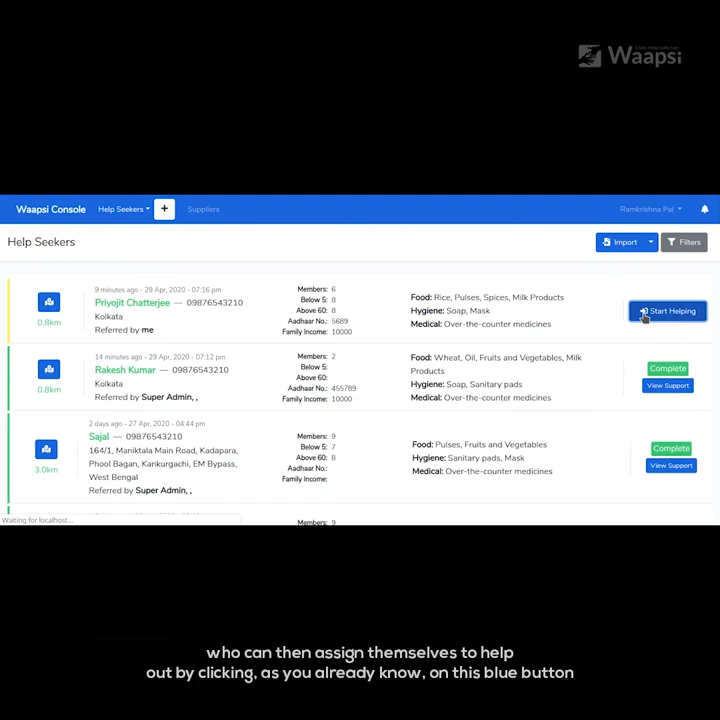 Waapsi
Waapsi Console
Help Seekers
+
Suppliers
Ramkrishna Pal
Help Seekers
Import
Filters
9 minutes ago - 29 Apr, 2020 - 07:16 pm
Priyojit Chatterjee — 09876543210
Kolkata
Referred by me
0.8km
Members: 6
Below 5: 8
Above 60: 8
Aadhaar No.: 5689
Family Income: 10000
Food: Rice, Pulses, Spices, Milk Products
Hygiene: Soap, Mask
Medical: Over-the-counter medicines
Start Helping
14 minutes ago - 29 Apr, 2020 - 07:12 pm
Rakesh Kumar — 09876543210
Kolkata
Referred by Super Admin, ,
0.8km
Members: 2
Below 5:
Above 60:
Aadhaar No.: 455789
Family Income: 10000
Food: Wheat, Oil, Fruits and Vegetables, Milk
Products
Hygiene: Soap, Sanitary pads
Medical: Over-the-counter medicines
Complete
View Support
2 days ago - 27 Apr, 2020 - 04:44 pm
Sajal — 09876543210
164/1, Maniktala Main Road, Kadapara,
Phool Bagan, Kankurgachi, EM Bypass,
West Bengal
Referred by Super Admin, ,
3.0km
Members: 9
Below 5: 7
Above 60: 8
Aadhaar No.:
Family Income:
Food: Pulses, Fruits and Vegetables
Hygiene: Sanitary pads, Mask
Medical: Over-the-counter medicines
Complete
View Support
Members: 9
Waiting for localhost...
who can then assign themselves to help
out by clicking, as you already know, on this blue button